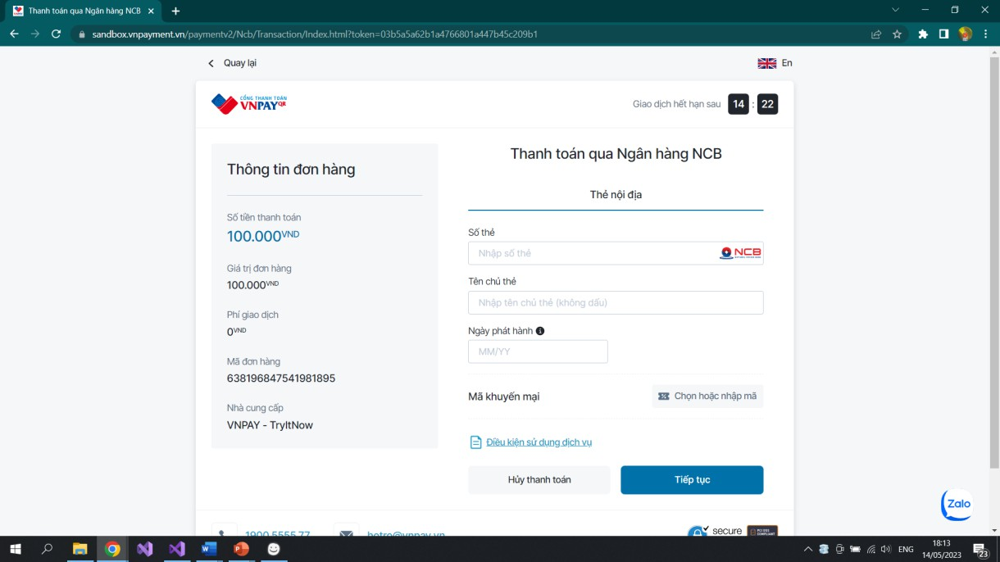 Thanh toán qua Ngân hàng NCB
sandbox.vnpayment.vn/paymentv2/Ncb/Transaction/Index.html?token=03b5a5a62b1a4766801a447b45c209b1
Quay lại
En
CỔNG THANH TOÁN
VNPAYQR
Giao dịch hết hạn sau 14 : 22
Thông tin đơn hàng
Số tiền thanh toán
100.000VND
Giá trị đơn hàng
100.000VND
Phí giao dịch
0VND
Mã đơn hàng
638196847541981895
Nhà cung cấp
VNPAY - TryItNow
Thanh toán qua Ngân hàng NCB
Thẻ nội địa
Số thẻ
Nhập số thẻ
NCB
Tên chủ thẻ
Nhập tên chủ thẻ (không dấu)
Ngày phát hành
MM/YY
Mã khuyến mại
Chọn hoặc nhập mã
Điều kiện sử dụng dịch vụ
Hủy thanh toán
Tiếp tục
Zalo
1900.5555.77
hotro@vnpay.vn
secure
PCI DSS
COMPLIANT
ENG
18:13
14/05/2023
23